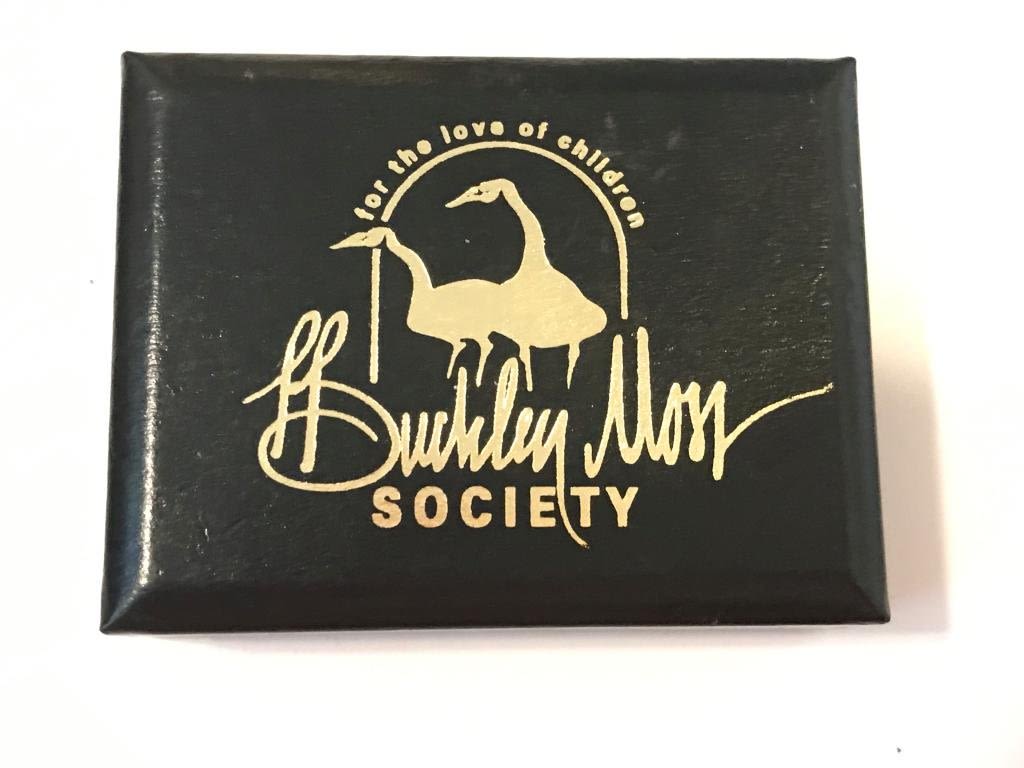 for the love of children
P Buckley Moss
SOCIETY